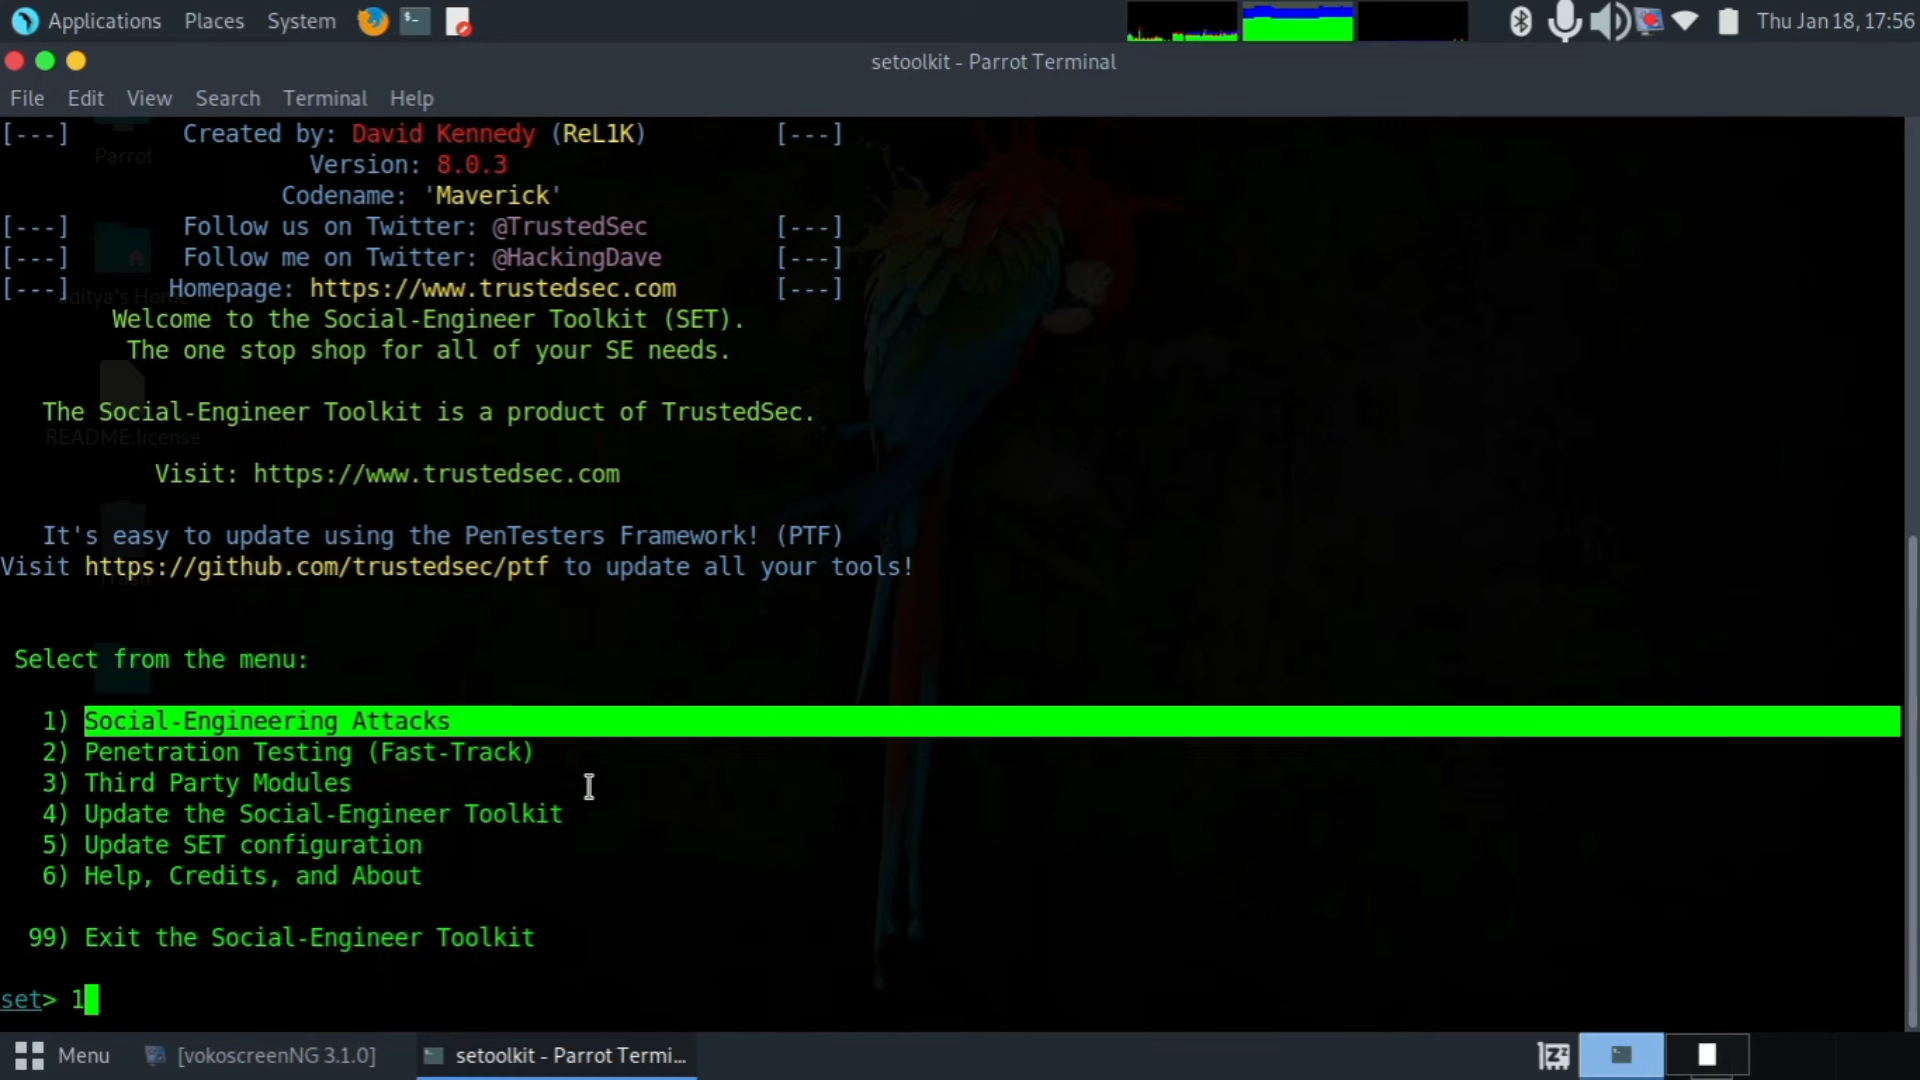 Applications Places System Thu Jan 18, 17:56
setoolkit - Parrot Terminal
File Edit View Search Terminal Help
[---] Created by: David Kennedy (ReL1K) [---]
Parrot
Version: 8.0.3
Codename: 'Maverick'
[---] Follow us on Twitter: @TrustedSec [---]
[---] Follow me on Twitter: @HackingDave [---]
[---] Homepage: https://www.trustedsec.com [---]
Welcome to the Social-Engineer Toolkit (SET).
The one stop shop for all of your SE needs.
The Social-Engineer Toolkit is a product of TrustedSec.
README.license
Visit: https://www.trustedsec.com
It's easy to update using the PenTesters Framework! (PTF)
Visit https://github.com/trustedsec/ptf to update all your tools!
Select from the menu:
1) Social-Engineering Attacks
2) Penetration Testing (Fast-Track)
3) Third Party Modules
4) Update the Social-Engineer Toolkit
5) Update SET configuration
6) Help, Credits, and About
99) Exit the Social-Engineer Toolkit
set> 1
Menu [vokoscreenNG 3.1.0] setoolkit - Parrot Termi...